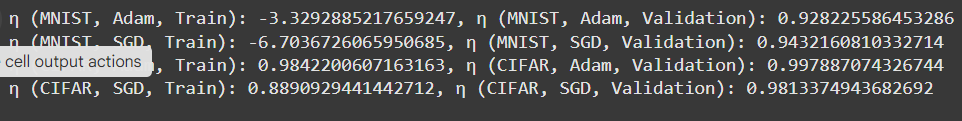 η (MNIST, Adam, Train): -3.3292885217659247, η (MNIST, Adam, Validation): 0.928225586453286
η (MNIST, SGD, Train): -6.7036726065950685, η (MNIST, SGD, Validation): 0.9432160810332714
cell output actions , Train): 0.9842200607163163, η (CIFAR, Adam, Validation): 0.997887074326744
η (CIFAR, SGD, Train): 0.8890929441442712, η (CIFAR, SGD, Validation): 0.9813374943682692